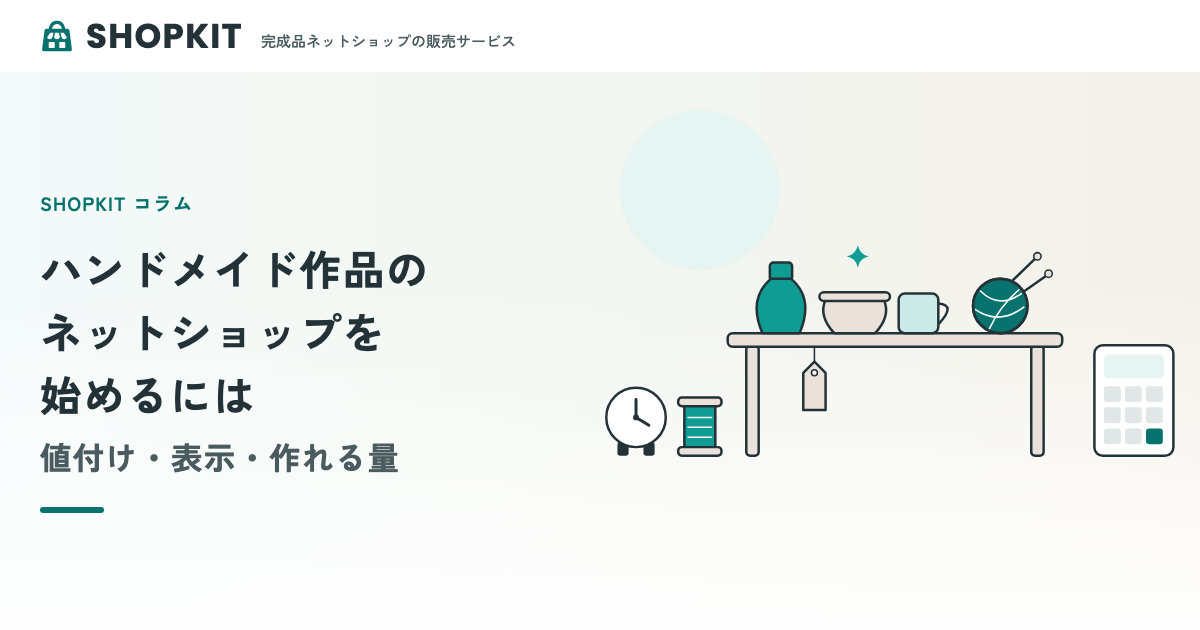 SHOPKIT
完成品ネットショップの販売サービス
SHOPKIT コラム
ハンドメイド作品の
ネットショップを
始めるには
値付け・表示・作れる量